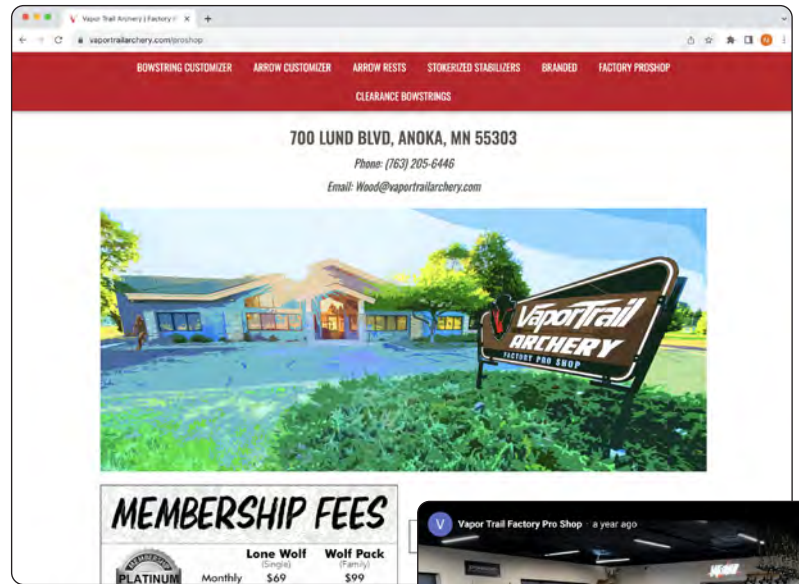 Vapor Trail Archery | Factory P
vaportrailarchery.com/proshop
BOWSTRING CUSTOMIZER ARROW CUSTOMIZER ARROW RESTS STOKERIZED STABILIZERS BRANDED FACTORY PROSHOP
CLEARANCE BOWSTRINGS
700 LUND BLVD, ANOKA, MN 55303
Phone: (763) 205-6446
Email: Wood@vaportrailarchery.com
VaporTrail
ARCHERY
FACTORY PRO SHOP
MEMBERSHIP FEES
V Vapor Trail Factory Pro Shop · a year ago
Lone Wolf Wolf Pack
(Single) (Family)
MEMBERSHIP
PLATINUM Monthly $69 $99